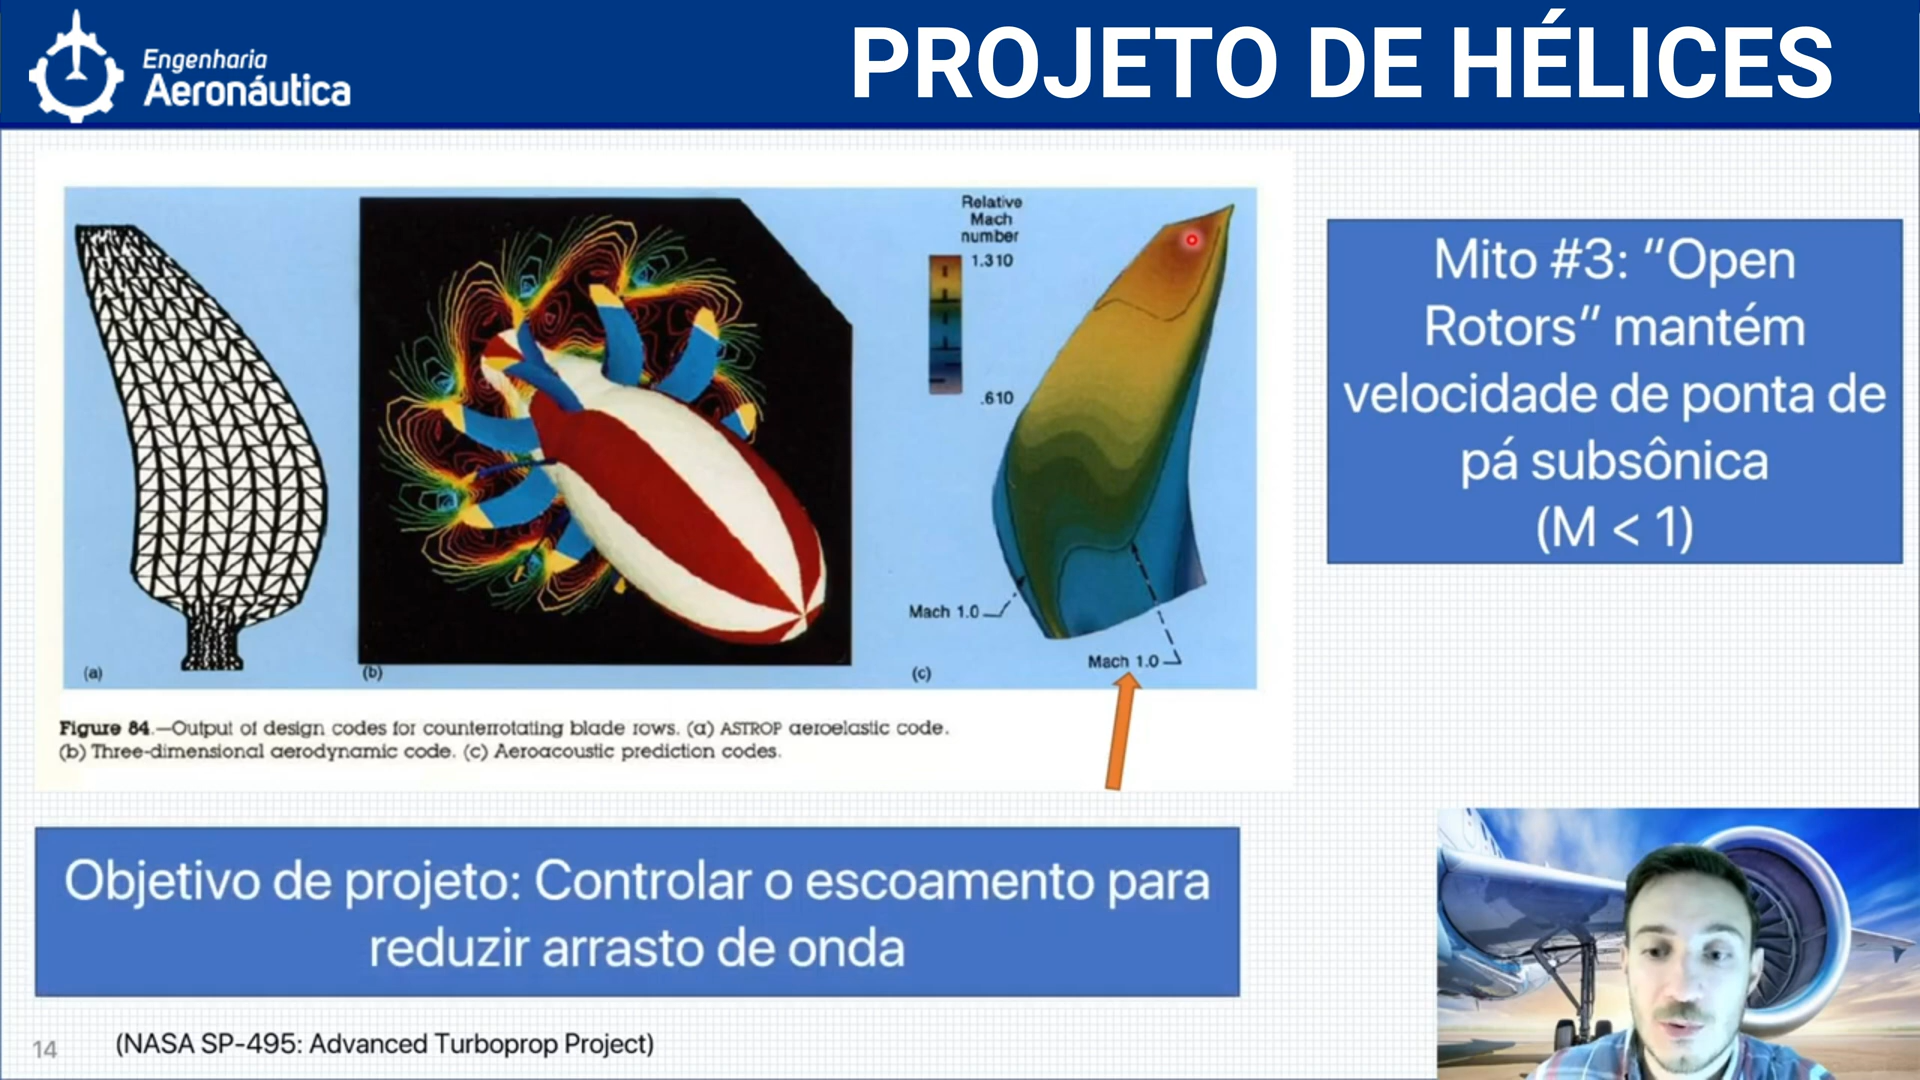 Engenharia
Aeronáutica
PROJETO DE HÉLICES
Relative
Mach
number
1.310
.610
Mach 1.0
Mach 1.0
(a)
(b)
(c)
Figure 84.—Output of design codes for counterrotating blade rows. (a) ASTROP aeroelastic code.
(b) Three-dimensional aerodynamic code. (c) Aeroacoustic prediction codes.
Mito #3: “Open
Rotors” mantém
velocidade de ponta de
pá subsônica
(M < 1)
Objetivo de projeto: Controlar o escoamento para
reduzir arrasto de onda
14
(NASA SP-495: Advanced Turboprop Project)